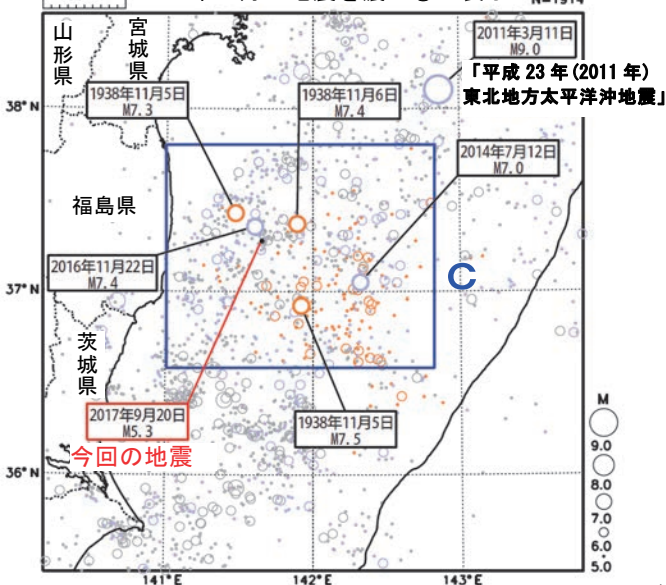 N=1914
山形県
宮城県
2011年3月11日
M9.0
「平成 23 年 (2011 年)
東北地方太平洋沖地震」
38°N
1938年11月5日
M7.3
1938年11月6日
M7.4
2014年7月12日
M7.0
福島県
2016年11月22日
M7.4
C
37°N
茨城県
2017年9月20日
M5.3
今回の地震
1938年11月5日
M7.5
36°N
M
9.0
8.0
7.0
6.0
5.0
141°E
142°E
143°E